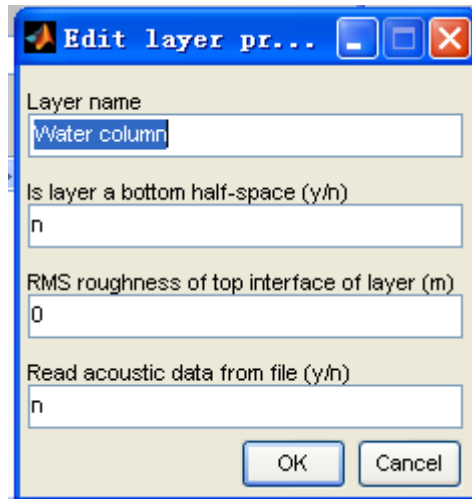 Edit layer pr...
Layer name
Water column
Is layer a bottom half-space (y/n)
n
RMS roughness of top interface of layer (m)
0
Read acoustic data from file (y/n)
n
OK Cancel